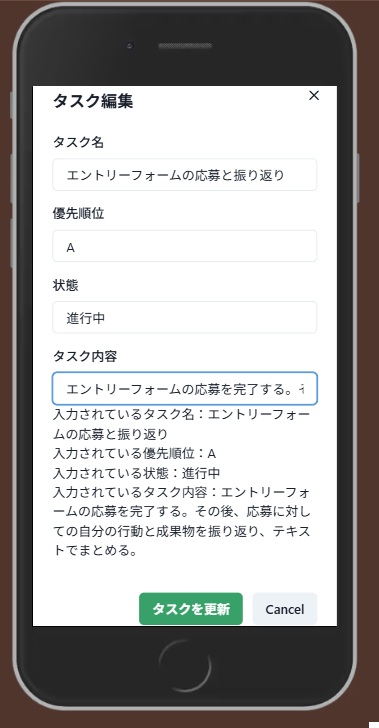 タスク編集
×
タスク名
エントリーフォームの応募と振り返り
優先順位
A
状態
進行中
タスク内容
エントリーフォームの応募を完了する。そ
入力されているタスク名：エントリーフォー
ムの応募と振り返り
入力されている優先順位：A
入力されている状態：進行中
入力されているタスク内容：エントリーフォ
ームの応募を完了する。その後、応募に対し
ての自分の行動と成果物を振り返り、テキス
トでまとめる。
タスクを更新 Cancel